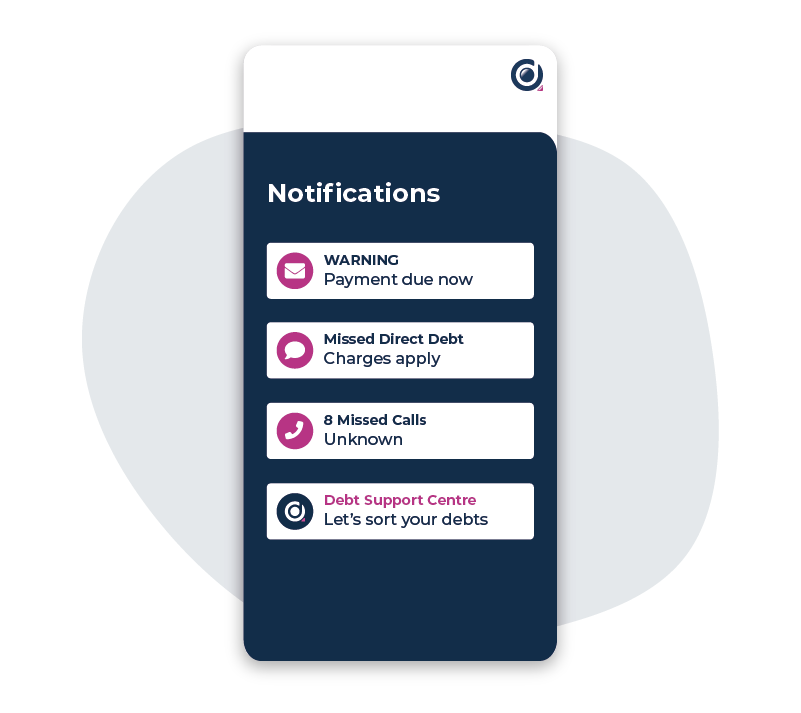 Notifications
WARNING
Payment due now
Missed Direct Debt
Charges apply
8 Missed Calls
Unknown
Debt Support Centre
Let's sort your debts